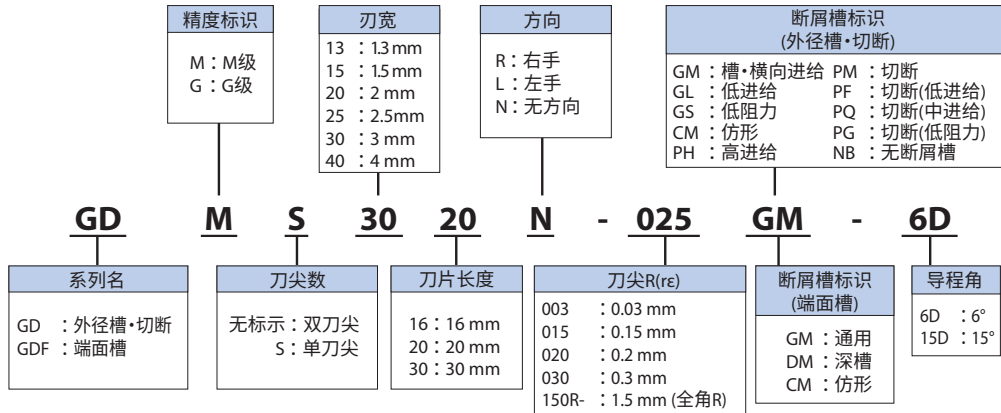 精度标识
M：M级
G：G级
刃宽
13 ：1.3 mm
15 ：1.5 mm
20 ：2 mm
25 ：2.5mm
30 ：3 mm
40 ：4 mm
方向
R：右手
L：左手
N：无方向
断屑槽标识
(外径槽·切断)
GM：槽·横向进给 PM：切断
GL：低进给 PF：切断(低进给)
GS：低阻力 PQ：切断(中进给)
CM：仿形 PG：切断(低阻力)
PH：高进给 NB：无断屑槽
GD M S 30 20 N - 025 GM - 6D
系列名
GD ：外径槽·切断
GDF：端面槽
刀尖数
无标示：双刀尖
S：单刀尖
刀片长度
16：16 mm
20：20 mm
30：30 mm
刀尖R(rε)
003 ：0.03 mm
015 ：0.15 mm
020 ：0.2 mm
030 ：0.3 mm
150R- ：1.5 mm (全角R)
断屑槽标识
(端面槽)
GM：通用
DM：深槽
CM：仿形
导程角
6D ：6°
15D：15°